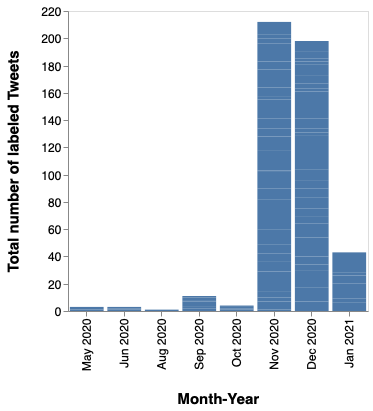 Total number of labeled Tweets
220
200
180
160
140
120
100
80
60
40
20
0
May 2020
Jun 2020
Aug 2020
Sep 2020
Oct 2020
Nov 2020
Dec 2020
Jan 2021
Month-Year